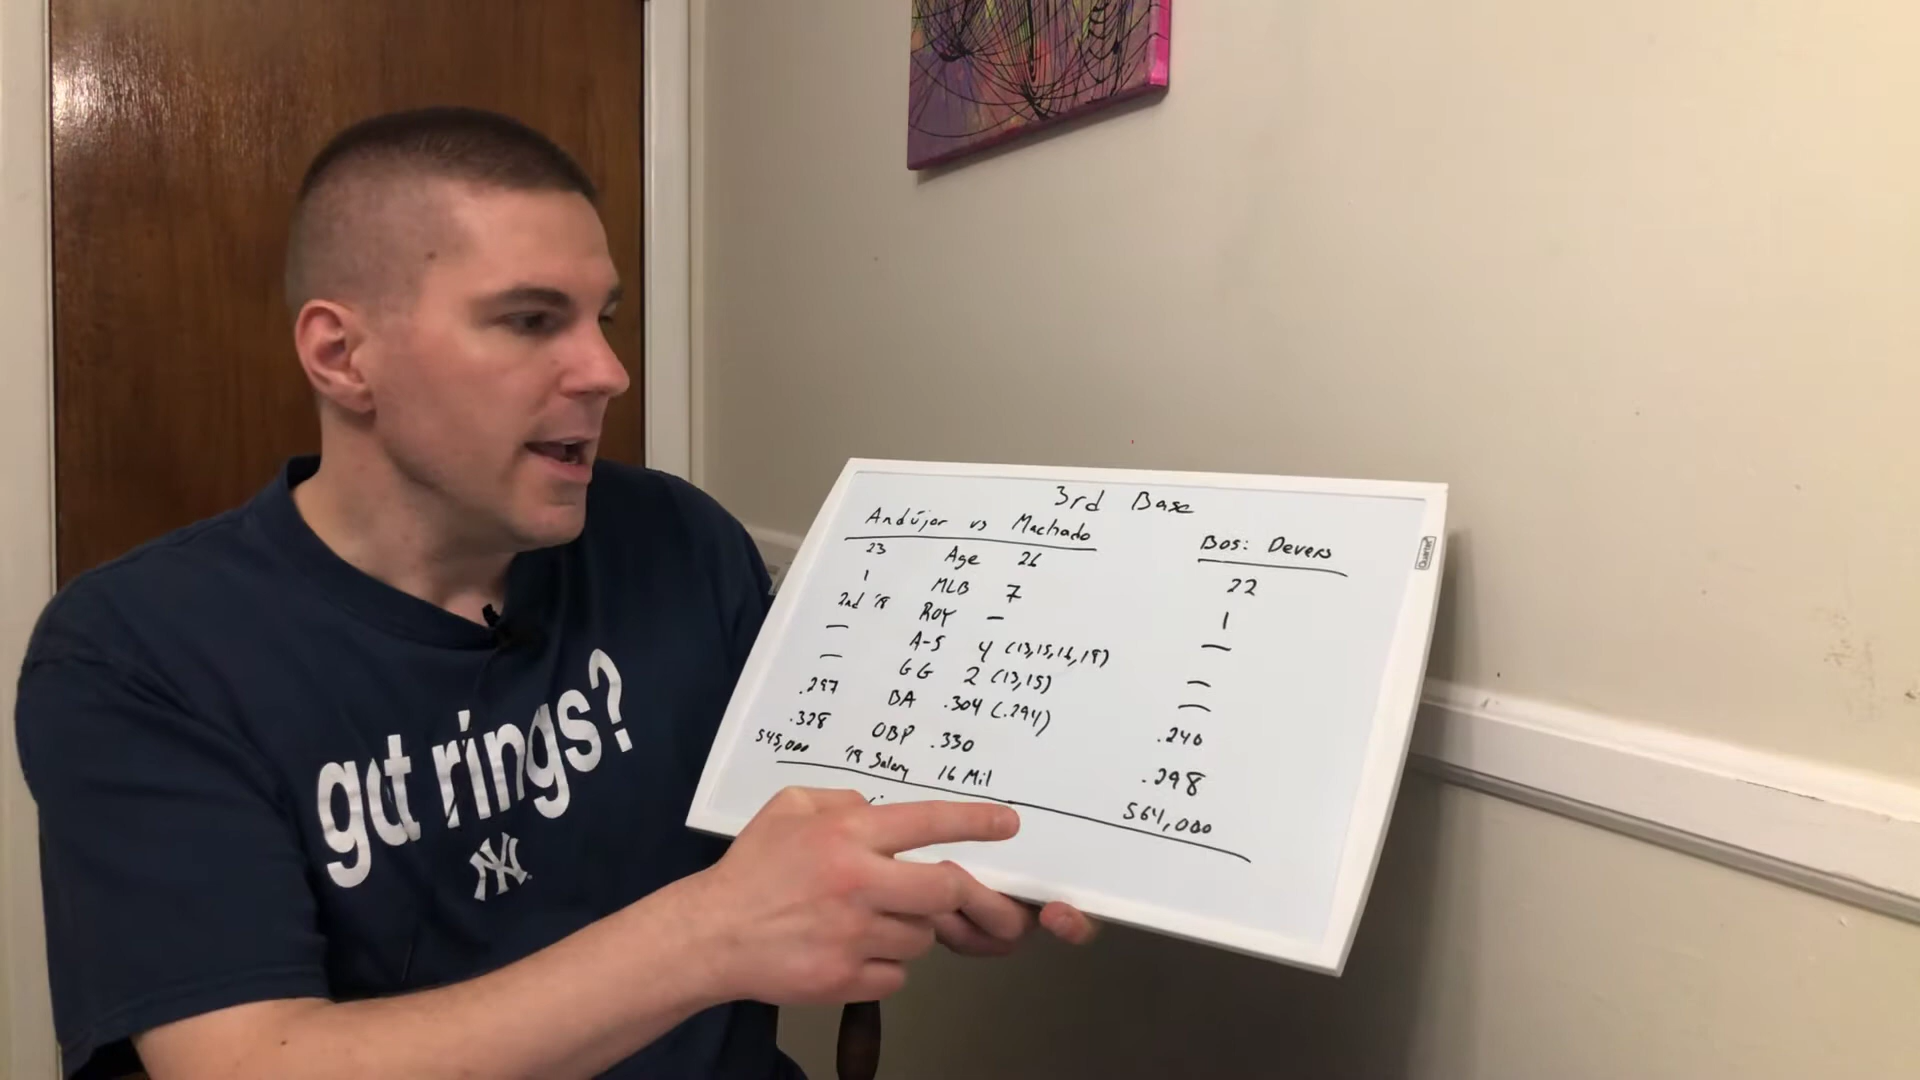 3rd Base
Andújar vs Machado
Bos: Devers
23 Age 26 22
1 MLB 7 1
2nd '18 ROY — —
— A-S 4 (13,15,16,18) —
— GG 2 (13,15) —
.297 BA .304 (.294) .240
.328 OBP .330 .298
545,000 '18 Salary 16 Mil 564,000
Quartet
got rings?
NY